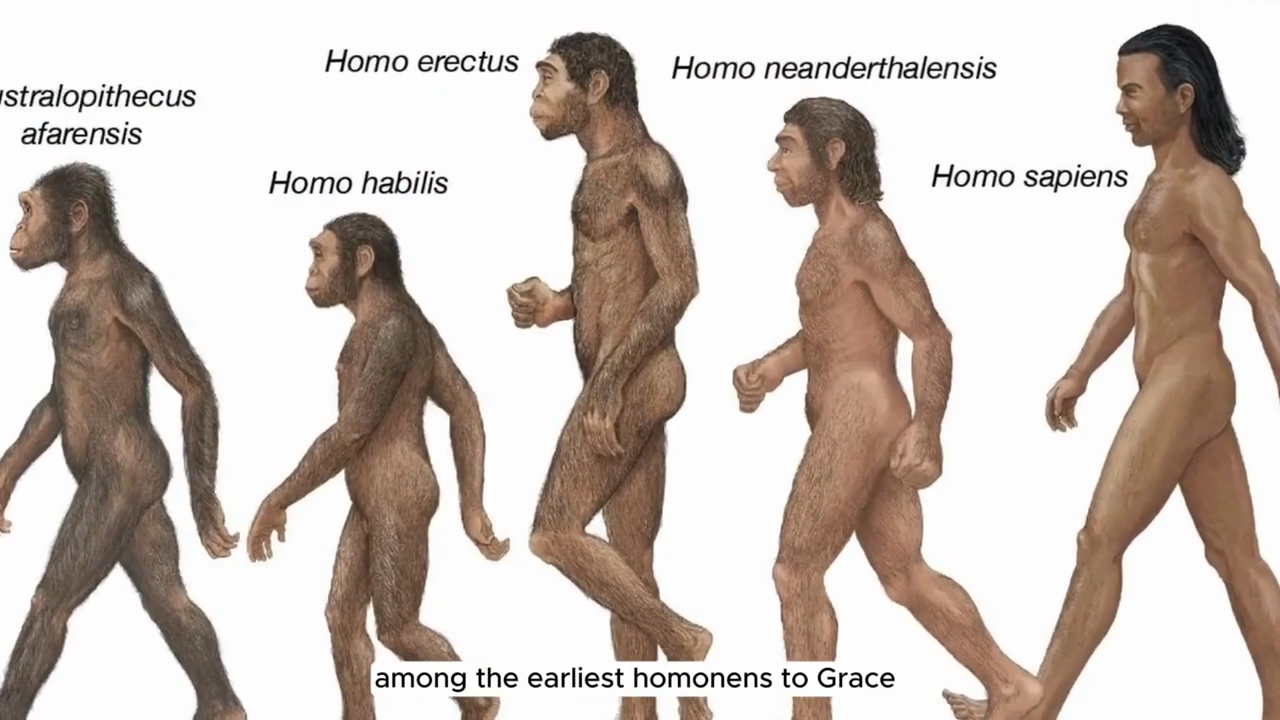 Homo erectus
Homo neanderthalensis
ustralopithecus
afarensis
Homo habilis
Homo sapiens
among the earliest homonens to Grace